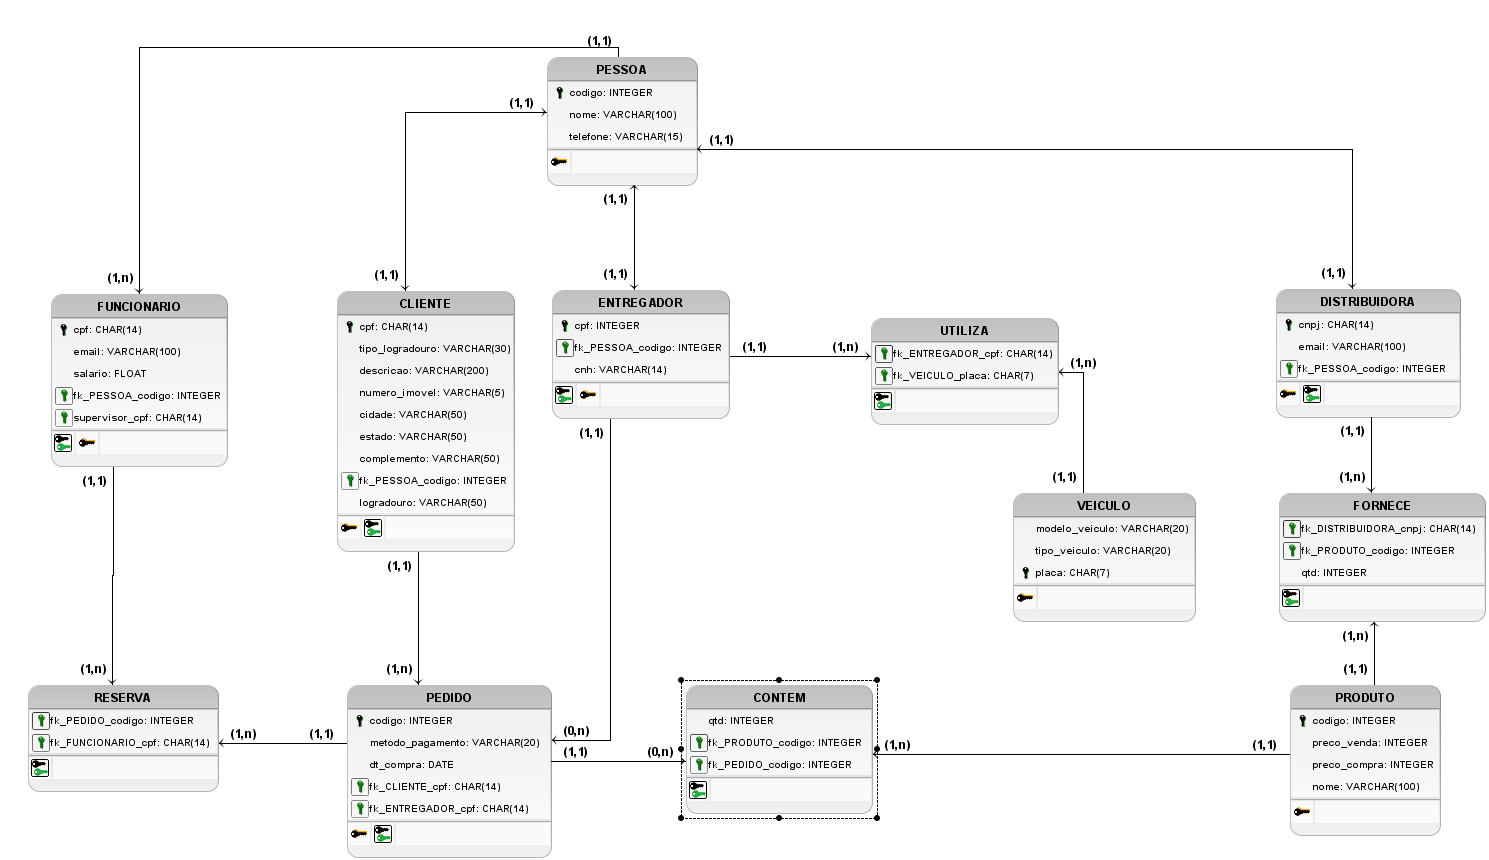 (1,1)
PESSOA
codigo: INTEGER
nome: VARCHAR(100)
telefone: VARCHAR(15)
(1,1)
(1,1)
(1,1)
(1,n)
(1,1)
(1,1)
(1,1)
FUNCIONARIO
cpf: CHAR(14)
email: VARCHAR(100)
salario: FLOAT
fk_PESSOA_codigo: INTEGER
supervisor_cpf: CHAR(14)
(1,1)
CLIENTE
cpf: CHAR(14)
tipo_logradouro: VARCHAR(30)
descricao: VARCHAR(200)
numero_imovel: VARCHAR(5)
cidade: VARCHAR(50)
estado: VARCHAR(50)
complemento: VARCHAR(50)
fk_PESSOA_codigo: INTEGER
logradouro: VARCHAR(50)
(1,1)
ENTREGADOR
cpf: INTEGER
fk_PESSOA_codigo: INTEGER
cnh: VARCHAR(14)
(1,1)
(1,1)
(1,n)
UTILIZA
fk_ENTREGADOR_cpf: CHAR(14)
fk_VEICULO_placa: CHAR(7)
(1,n)
(1,1)
DISTRIBUIDORA
cnpj: CHAR(14)
email: VARCHAR(100)
fk_PESSOA_codigo: INTEGER
(1,1)
(1,n)
VEICULO
modelo_veiculo: VARCHAR(20)
tipo_veiculo: VARCHAR(20)
placa: CHAR(7)
FORNECE
fk_DISTRIBUIDORA_cnpj: CHAR(14)
fk_PRODUTO_codigo: INTEGER
qtd: INTEGER
(1,n)
(1,1)
(1,n)
(1,n)
RESERVA
fk_PEDIDO_codigo: INTEGER
fk_FUNCIONARIO_cpf: CHAR(14)
(1,n)
(1,1)
PEDIDO
codigo: INTEGER
metodo_pagamento: VARCHAR(20)
dt_compra: DATE
fk_CLIENTE_cpf: CHAR(14)
fk_ENTREGADOR_cpf: CHAR(14)
(0,n)
(1,1)
(0,n)
CONTEM
qtd: INTEGER
fk_PRODUTO_codigo: INTEGER
fk_PEDIDO_codigo: INTEGER
(1,n)
(1,1)
PRODUTO
codigo: INTEGER
preco_venda: INTEGER
preco_compra: INTEGER
nome: VARCHAR(100)